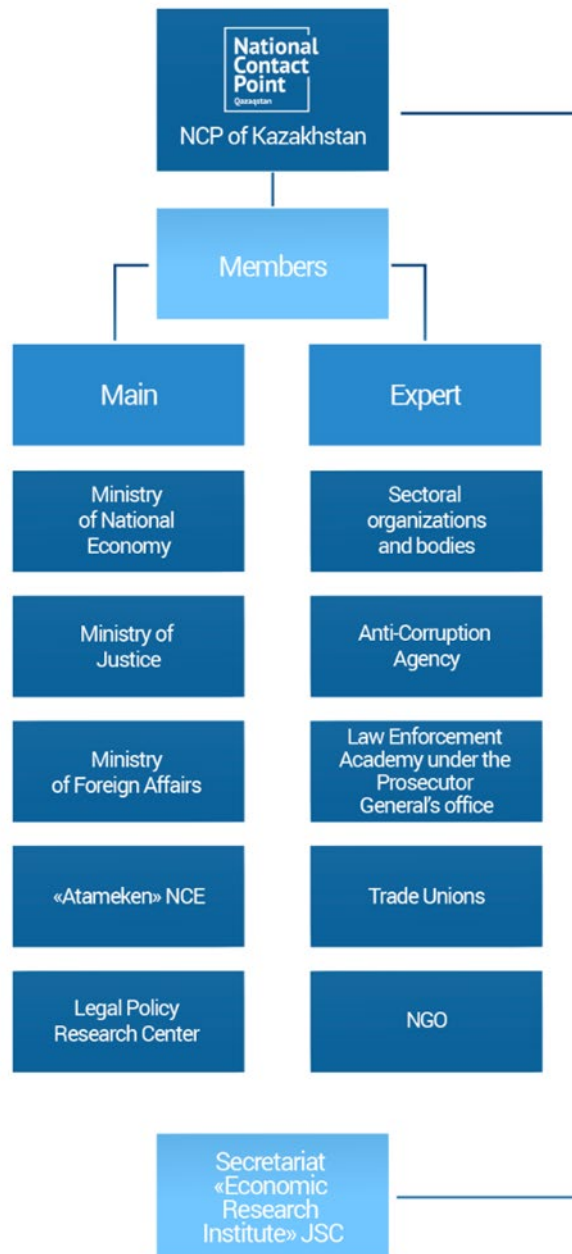 National
Contact
Point
Qazaqstan
NCP of Kazakhstan
Members
Main
Expert
Ministry
of National
Economy
Sectoral
organizations
and bodies
Ministry of
Justice
Anti-Corruption
Agency
Ministry
of Foreign Affairs
Law Enforcement
Academy under the
Prosecutor
General's office
«Atameken» NCE
Trade Unions
Legal Policy
Research Center
NGO
Secretariat
«Economic
Research
Institute» JSC